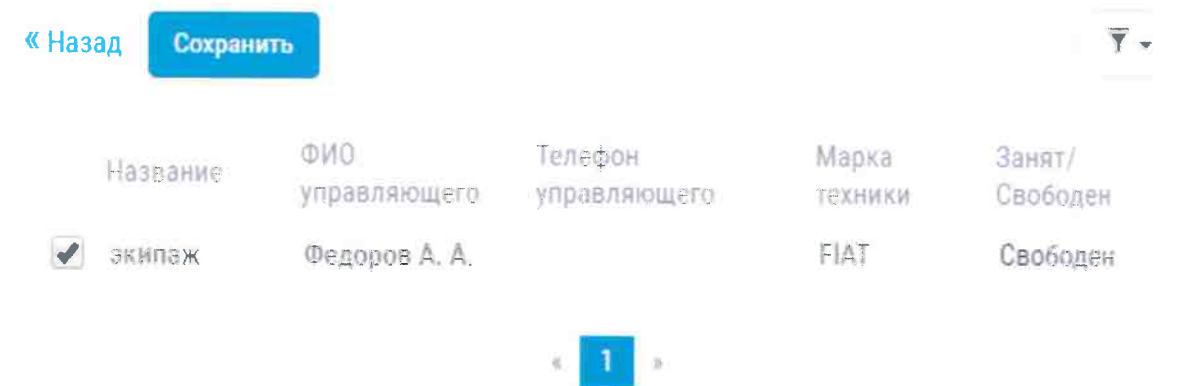 « Назад Сохранить
Название ФИО управляющего Телефон управляющего Марка техники Занят/ Свободен
экипаж Федоров А. А. FIAT Свободен
« 1 »